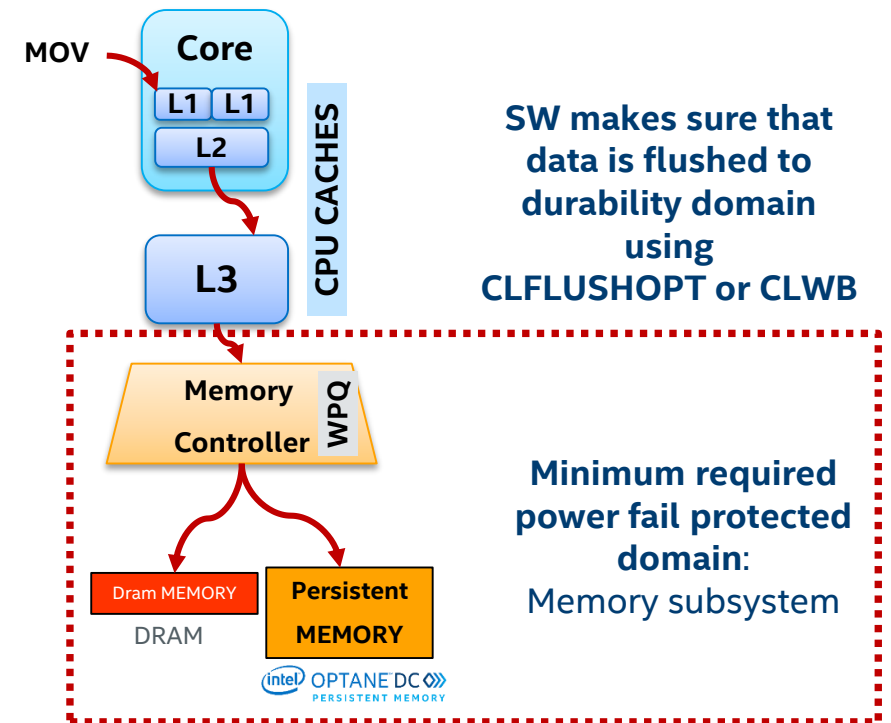 MOV
Core
L1 L1
L2
L3
CPU CACHES
SW makes sure that
data is flushed to
durability domain
using
CLFLUSHOPT or CLWB
Memory
Controller
WPQ
Minimum required
power fail protected
domain:
Memory subsystem
Dram MEMORY
DRAM
Persistent
MEMORY
intel OPTANE™ DC
PERSISTENT MEMORY